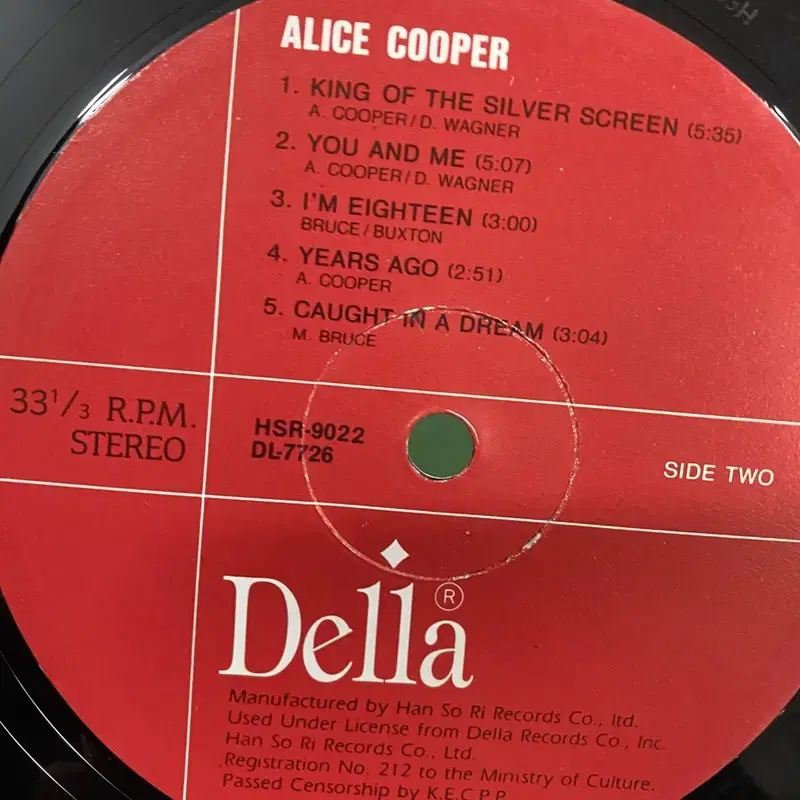 ALICE COOPER
1. KING OF THE SILVER SCREEN (5:35)
A. COOPER/D. WAGNER
2. YOU AND ME (5:07)
A. COOPER/D. WAGNER
3. I'M EIGHTEEN (3:00)
BRUCE/BUXTON
4. YEARS AGO (2:51)
A. COOPER
5. CAUGHT IN A DREAM (3:04)
M. BRUCE
33 1/3 R.P.M.
STEREO
HSR-9022
DL-7726
SIDE TWO
Della ®
Manufactured by Han So Ri Records Co., ltd.
Used Under License from Della Records Co., Inc.
Han So Ri Records Co., Ltd.
Registration No. 212 to the Ministry of Culture.
Passed Censorship by K.E.C.P.P.